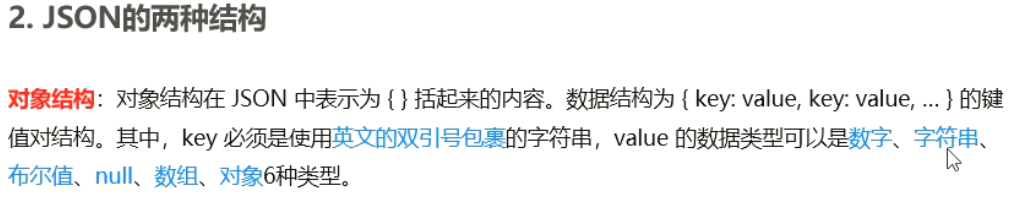 2. JSON的两种结构
对象结构：对象结构在 JSON 中表示为 { } 括起来的内容。数据结构为 { key: value, key: value, … } 的键
值对结构。其中，key 必须是使用英文的双引号包裹的字符串，value 的数据类型可以是数字、字符串、
布尔值、null、数组、对象6种类型。